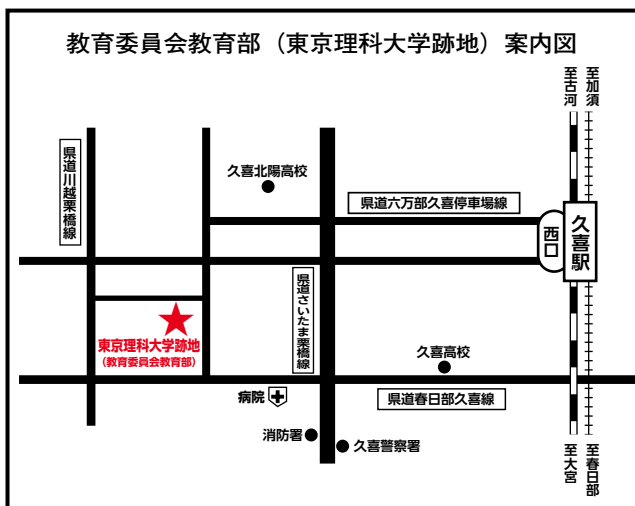 教育委員会教育部（東京理科大学跡地）案内図
至古河
至加須
県道川越栗橋線
久喜北陽高校
県道六万部久喜停車場線
西口
久喜駅
県道さいたま栗橋線
東京理科大学跡地
（教育委員会教育部）
久喜高校
病院
県道春日部久喜線
消防署
久喜警察署
至大宮
至春日部